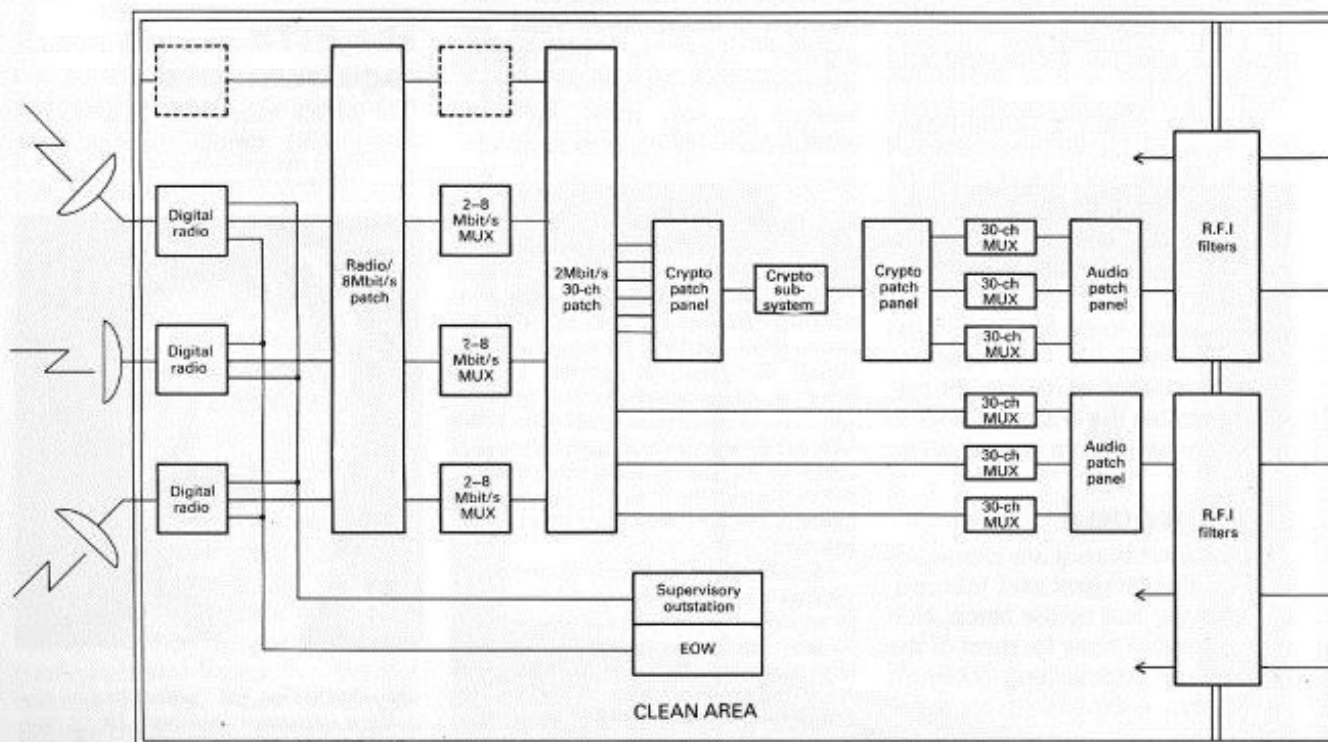 Digital
radio
Digital
radio
Digital
radio
Radio/
8Mbit/s
patch
2–8
Mbit/s
MUX
2–8
Mbit/s
MUX
2–8
Mbit/s
MUX
2Mbit/s
30-ch
patch
Crypto
patch
panel
Crypto
sub-
system
Crypto
patch
panel
30-ch
MUX
30-ch
MUX
30-ch
MUX
Audio
patch
panel
R.F.I
filters
30-ch
MUX
30-ch
MUX
30-ch
MUX
Audio
patch
panel
R.F.I
filters
Supervisory
outstation
EOW
CLEAN AREA